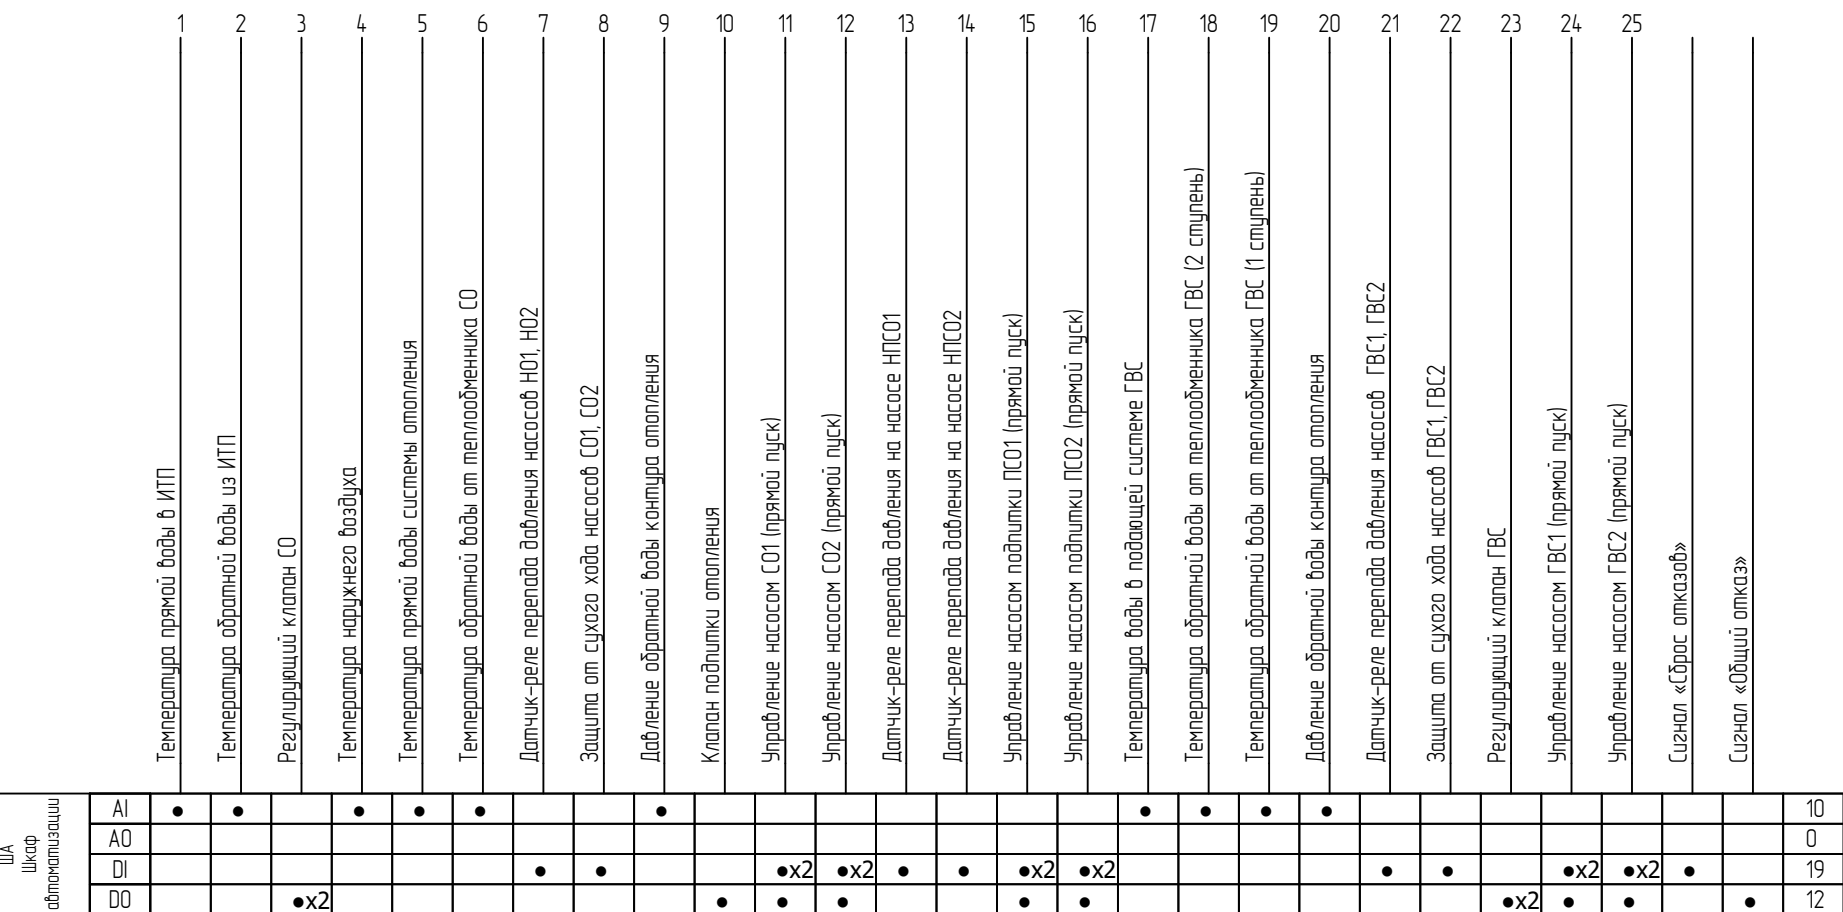 1 2 3 4 5 6 7 8 9 10 11 12 13 14 15 16 17 18 19 20 21 22 23 24 25
Температура прямой воды в ИТП
Температура обратной воды из ИТП
Регулирующий клапан СО
Температура наружнего воздуха
Температура прямой воды системы отопления
Температура обратной воды от теплообменника СО
Датчик-реле перепада давления насосов НО1, НО2
Защита от сухого хода насосов СО1, СО2
Давление обратной воды контура отопления
Клапан подпитки отопления
Управление насосом СО1 (прямой пуск)
Управление насосом СО2 (прямой пуск)
Датчик-реле перепада давления на насосе НПСО1
Датчик-реле перепада давления на насосе НПСО2
Управление насосом подпитки ПСО1 (прямой пуск)
Управление насосом подпитки ПСО2 (прямой пуск)
Температура воды в подающей системе ГВС
Температура обратной воды от теплообменника ГВС (2 ступень)
Температура обратной воды от теплообменника ГВС (1 ступень)
Давление обратной воды контура отопления
Датчик-реле перепада давления насосов ГВС1, ГВС2
Защита от сухого хода насосов ГВС1, ГВС2
Регулирующий клапан ГВС
Управление насосом ГВС1 (прямой пуск)
Управление насосом ГВС2 (прямой пуск)
Сигнал «Сброс отказов»
Сигнал «Общий отказ»
ША
Шкаф
автоматизации
AI • • • • • • • • • • 10
AO 0
DI • • •x2 •x2 • • •x2 •x2 • • •x2 •x2 • 19
DO •x2 • • • • • •x2 • • • 12